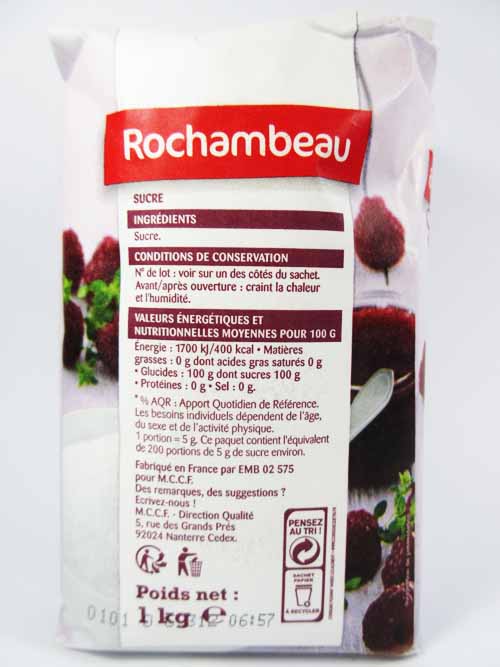 Rochambeau
SUCRE
INGRÉDIENTS
Sucre.
CONDITIONS DE CONSERVATION
N° de lot : voir sur un des côtés du sachet.
Avant/après ouverture : craint la chaleur
et l'humidité.
VALEURS ÉNERGÉTIQUES ET
NUTRITIONNELLES MOYENNES POUR 100 G
Énergie : 1700 kJ/400 kcal • Matières
grasses : 0 g dont acides gras saturés 0 g
• Glucides : 100 g dont sucres 100 g
• Protéines : 0 g • Sel : 0 g.
*% AQR : Apport Quotidien de Référence.
Les besoins individuels dépendent de l'âge,
du sexe et de l'activité physique.
1 portion = 5 g. Ce paquet contient l'équivalent
de 200 portions de 5 g de sucre environ.
Fabriqué en France par EMB 02 575
pour M.C.C.F.
Des remarques, des suggestions ?
Ecrivez-nous !
M.C.C.F. - Direction Qualité
5, rue des Grands Prés
92024 Nanterre Cedex.
PENSEZ
AU TRI !
SACHET
PAPIER
À RECYCLER
Poids net :
1 kg e
0101 312 06:57